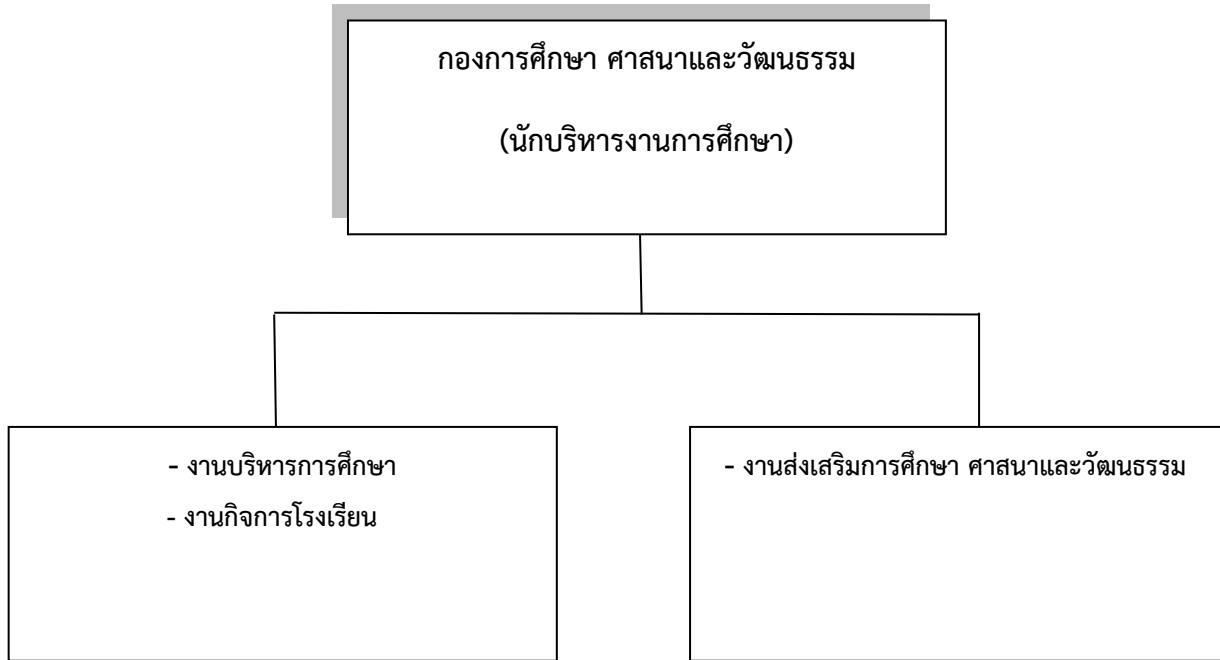 กองการศึกษา ศาสนาและวัฒนธรรม
(นักบริหารงานการศึกษา)
- งานบริหารการศึกษา
- งานกิจการโรงเรียน
- งานส่งเสริมการศึกษา ศาสนาและวัฒนธรรม